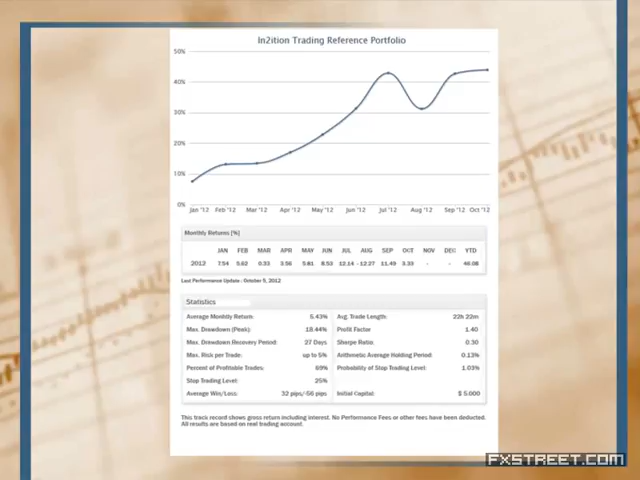 In2ition Trading Reference Portfolio
50%
40%
30%
20%
10%
0%
Jan '12 Feb '12 Mar '12 Apr '12 May '12 Jun '12 Jul '12 Aug '12 Sep '12 Oct '12
Monthly Returns [%]
JAN FEB MAR APR MAY JUN JUL AUG SEP OCT NOV DEC YTD
2012 7.54 5.62 0.33 3.56 5.81 8.53 12.14 -12.27 11.49 3.33 - - 46.08
Last Performance Update - October 5, 2012
Statistics
Average Monthly Return: 5.43% Avg. Trade Length: 22h 22m
Max. Drawdown (Peak): 18.44% Profit Factor 1.40
Max. Drawdown Recovery Period: 27 Days Sharpe Ratio: 0.30
Max. Risk per Trade: up to 5% Arithmetic Average Holding Period: 0.13%
Percent of Profitable Trades: 69% Probability of Stop Trading Level: 1.03%
Stop Trading Level: 25%
Average Win/Loss: 32 pips/-56 pips Initial Capital: $ 5.000
This track record shows gross return including interest. No Performance Fees or other fees have been deducted.
All results are based on real trading account.
FXSTREET.COM